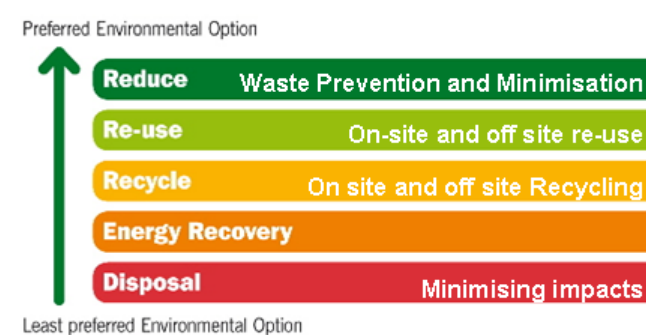 Preferred Environmental Option
Reduce Waste Prevention and Minimisation
Re-use On-site and off site re-use
Recycle On site and off site Recycling
Energy Recovery
Disposal Minimising impacts
Least preferred Environmental Option